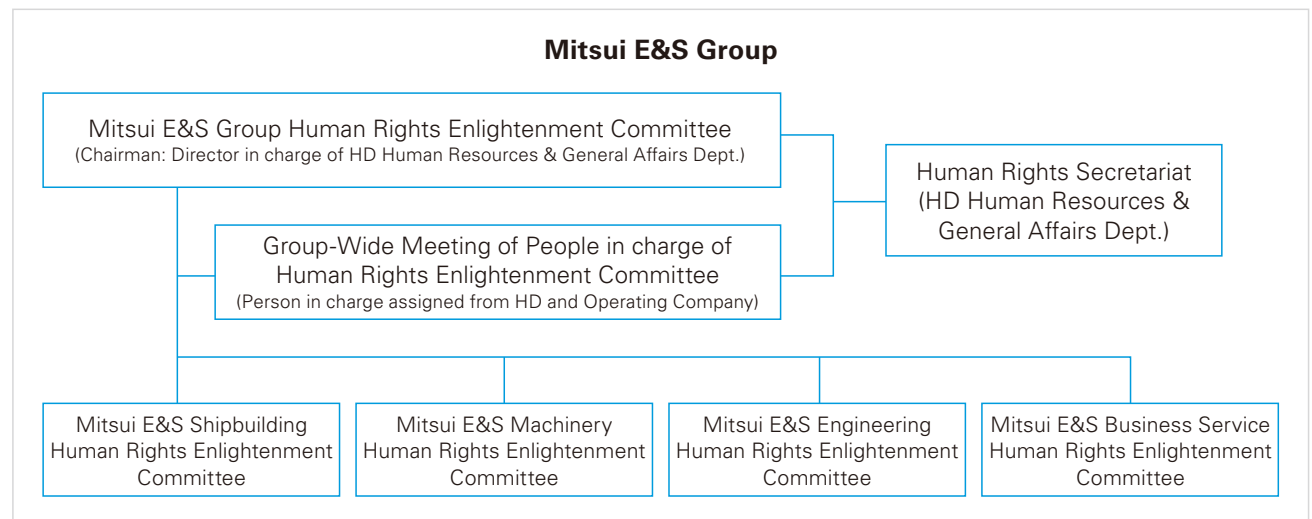 Mitsui E&S Group
Mitsui E&S Group Human Rights Enlightenment Committee
(Chairman: Director in charge of HD Human Resources & General Affairs Dept.)
Human Rights Secretariat
(HD Human Resources &
General Affairs Dept.)
Group-Wide Meeting of People in charge of
Human Rights Enlightenment Committee
(Person in charge assigned from HD and Operating Company)
Mitsui E&S Shipbuilding
Human Rights Enlightenment
Committee
Mitsui E&S Machinery
Human Rights Enlightenment
Committee
Mitsui E&S Engineering
Human Rights Enlightenment
Committee
Mitsui E&S Business Service
Human Rights Enlightenment
Committee